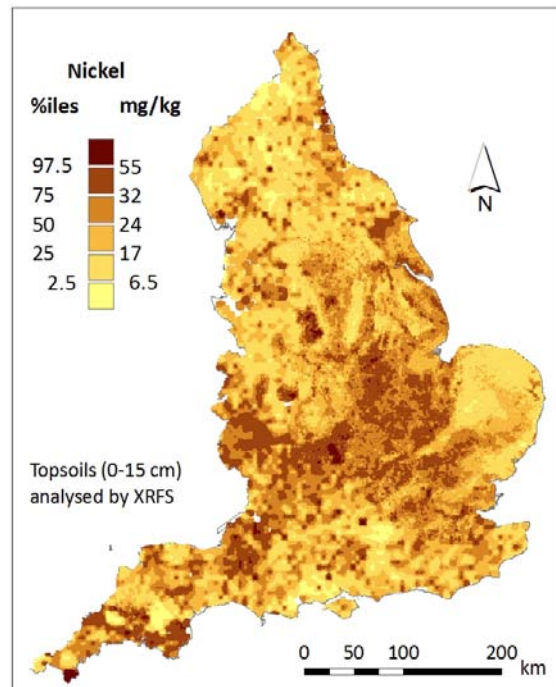 Nickel
%iles mg/kg
97.5 55
75 32
50 24
25 17
2.5 6.5
N
Topsoils (0-15 cm)
analysed by XRFS
0 50 100 200
km